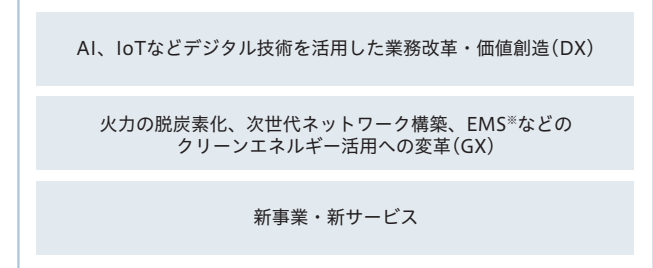 AI、IoTなどデジタル技術を活用した業務改革・価値創造（DX）
火力の脱炭素化、次世代ネットワーク構築、EMS※などの
クリーンエネルギー活用への変革（GX）
新事業・新サービス